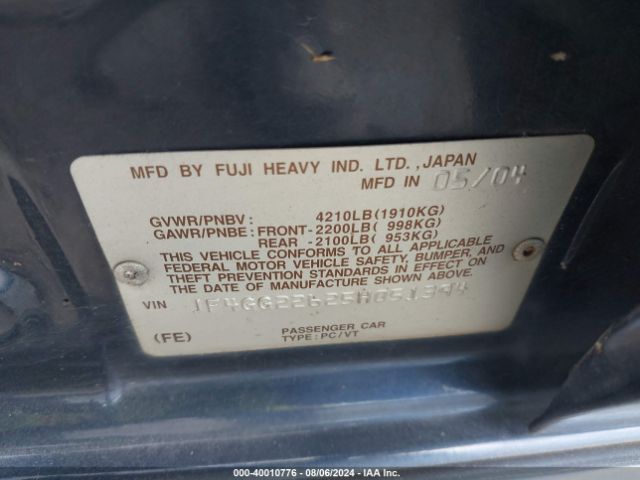 MFD BY FUJI HEAVY IND. LTD. ,JAPAN
MFD IN 05/04
GVWR/PNBV : 4210LB(1910KG)
GAWR/PNBE : FRONT-2200LB( 998KG)
REAR -2100LB( 953KG)
THIS VEHICLE CONFORMS TO ALL APPLICABLE
FEDERAL MOTOR VEHICLE SAFETY, BUMPER, AND
THEFT PREVENTION STANDARDS IN EFFECT ON
THE DATE OF MANUFACTURE SHOWN ABOVE.
VIN
(FE) PASSENGER CAR
TYPE : PC/VT
000-40010776 - 08/06/2024 - IAA Inc.